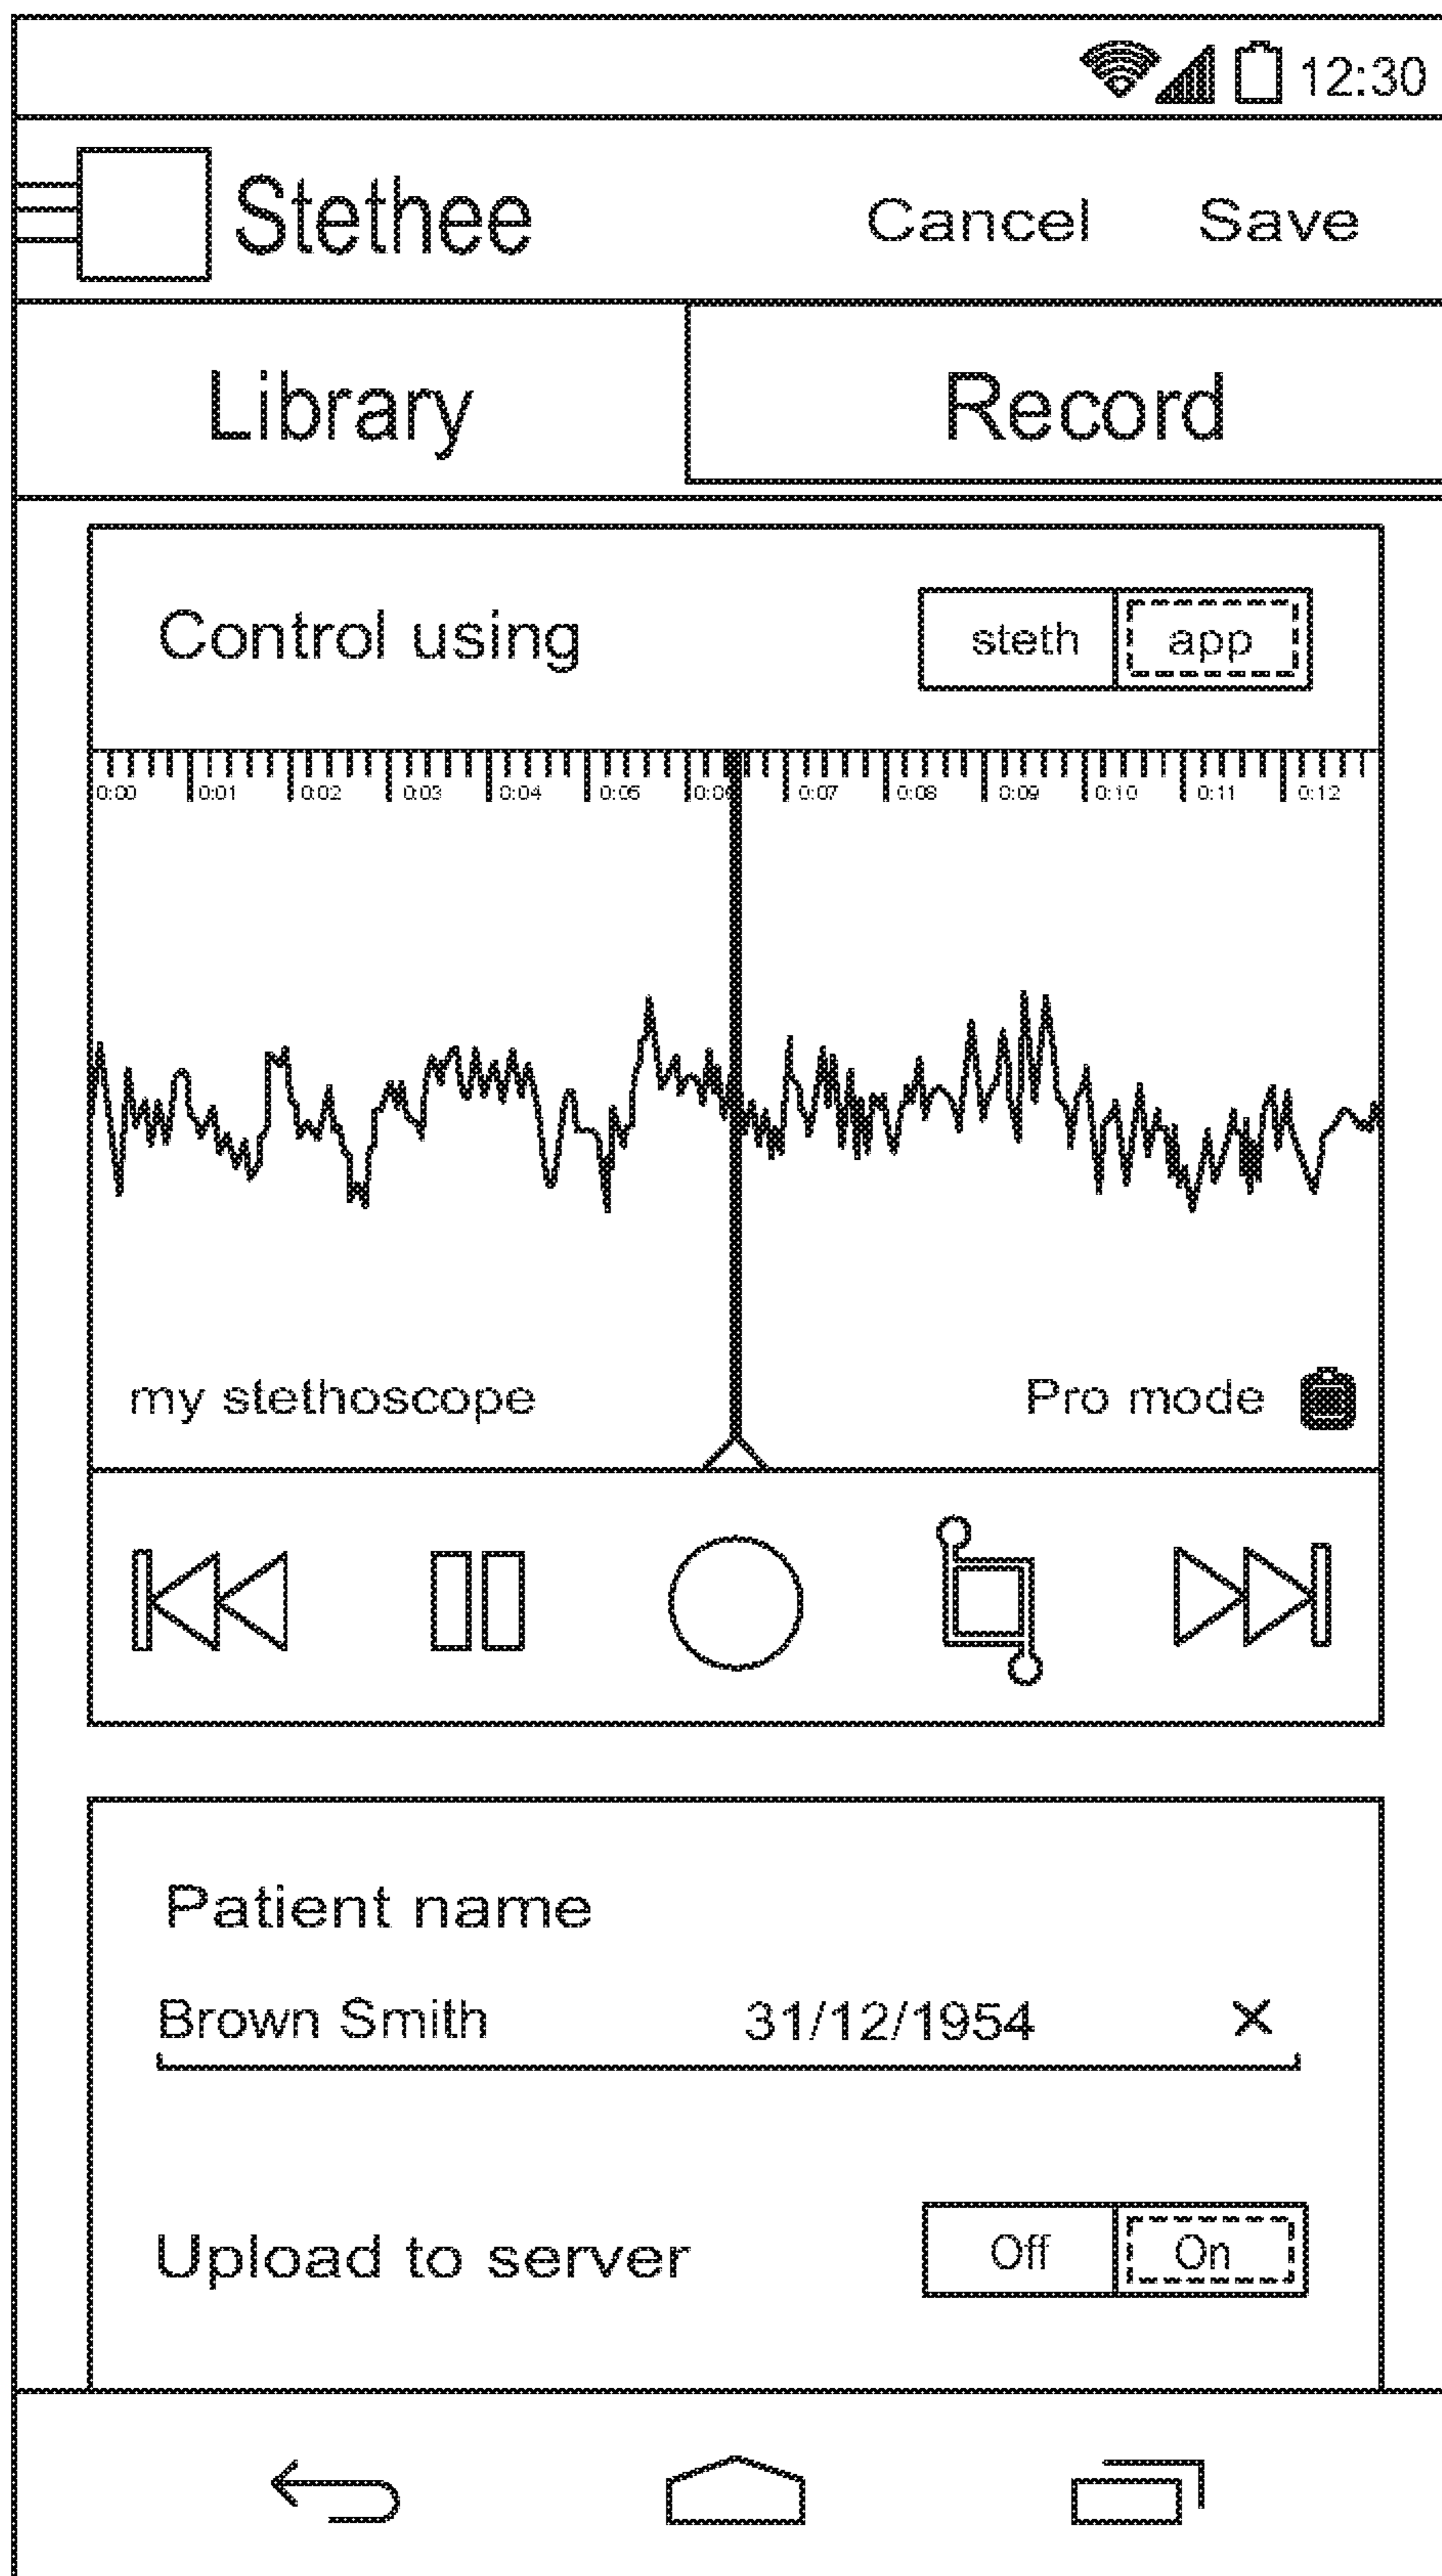 12:30
Stethee Cancel Save
Library Record
Control using steth app
0:00 0:01 0:02 0:03 0:04 0:05 0:06 0:07 0:08 0:09 0:10 0:11 0:12
my stethoscope Pro mode
Patient name
Brown Smith 31/12/1954 ×
Upload to server Off On